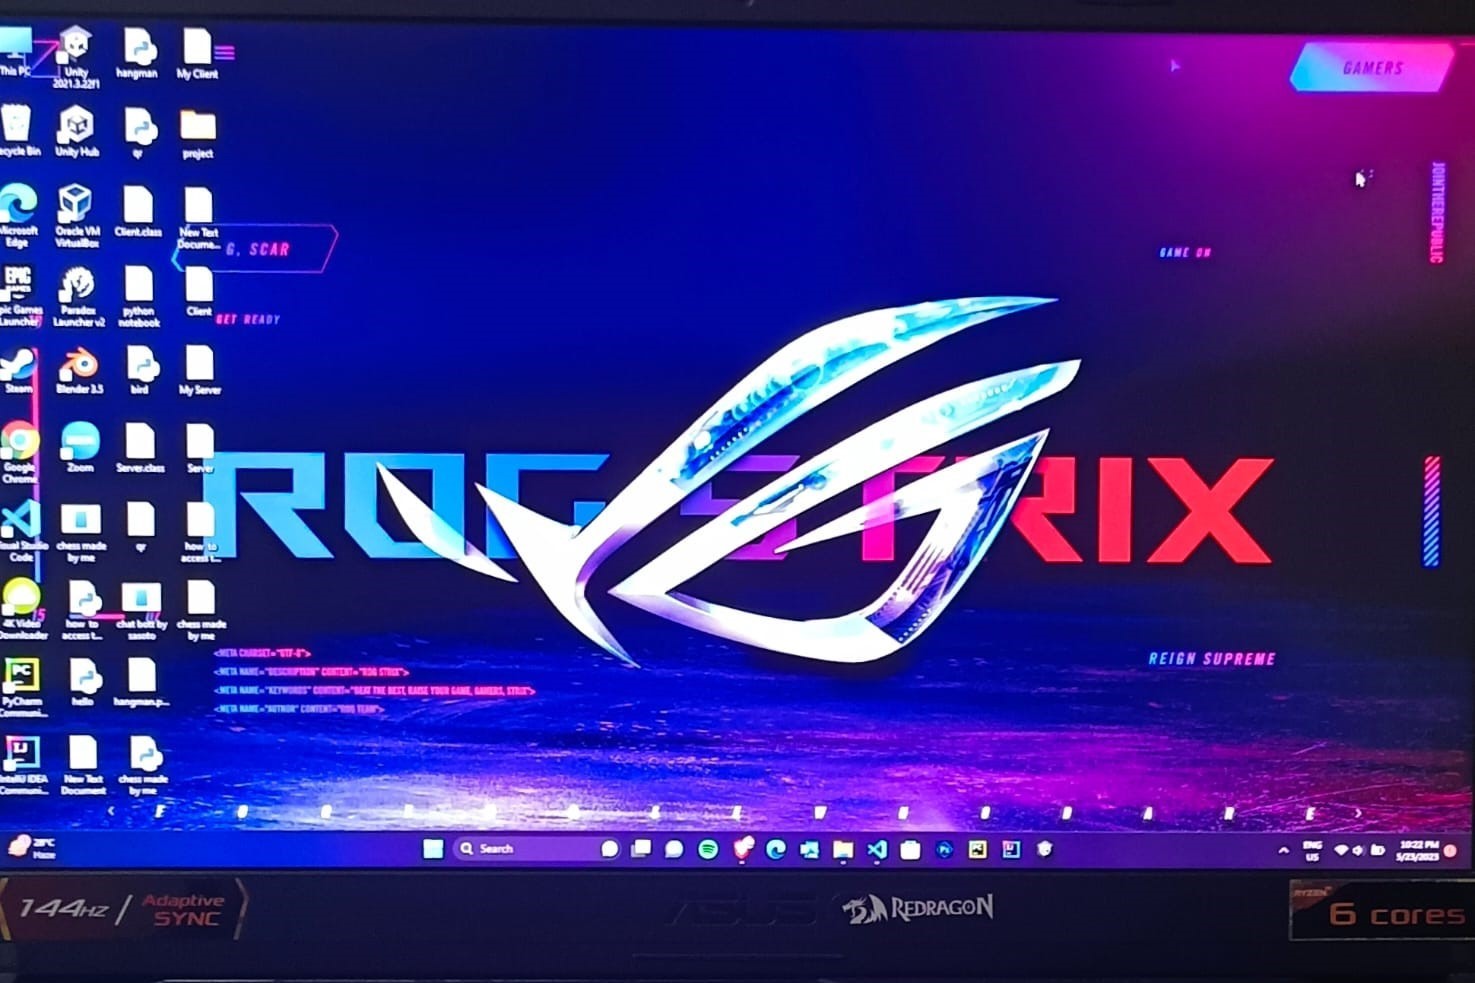 This PC
Unity
2021.3.22f1
hangman
My Client
GAMERS
ecycle Bin
Unity Hub
qr
project
JOINTHEREPUBLIC
Microsoft
Edge
Oracle VM
VirtualBox
Client.class
New Text
Docume...
G, SCAR
GAME ON
EPIC
GAMES
pic Games
Launcher
Paradox
Launcher v2
python
notebook
Client
GET READY
Steam
Blender 3.5
bird
My Server
Google
Chrome
Zoom
Server.class
Server
ROG STRIX
isual Studio
Code
chess made
by me
qr
how to
access t...
4K Video
Downloader
how to
access t...
chat bott by
sasoto
chess made
by me
<META CHARSET="UTF-8">
<META NAME="DESCRIPTION" CONTENT="ROG STRIX">
<META NAME="KEYWORDS" CONTENT="BEAT THE BEST, RAISE YOUR GAME, GAMERS, STRIX">
<META NAME="AUTHOR" CONTENT="ROG TEAM">
REIGN SUPREME
PC
PyCharm
Communi...
hello
hangman.p...
IJ
IntelliJ IDEA
Communi...
New Text
Document
chess made
by me
28°C
Haze
Search
ENG
US
10:22 PM
5/23/2023
144Hz / Adaptive
SYNC
ASUS
REDRAGON
RYZEN
6 cores